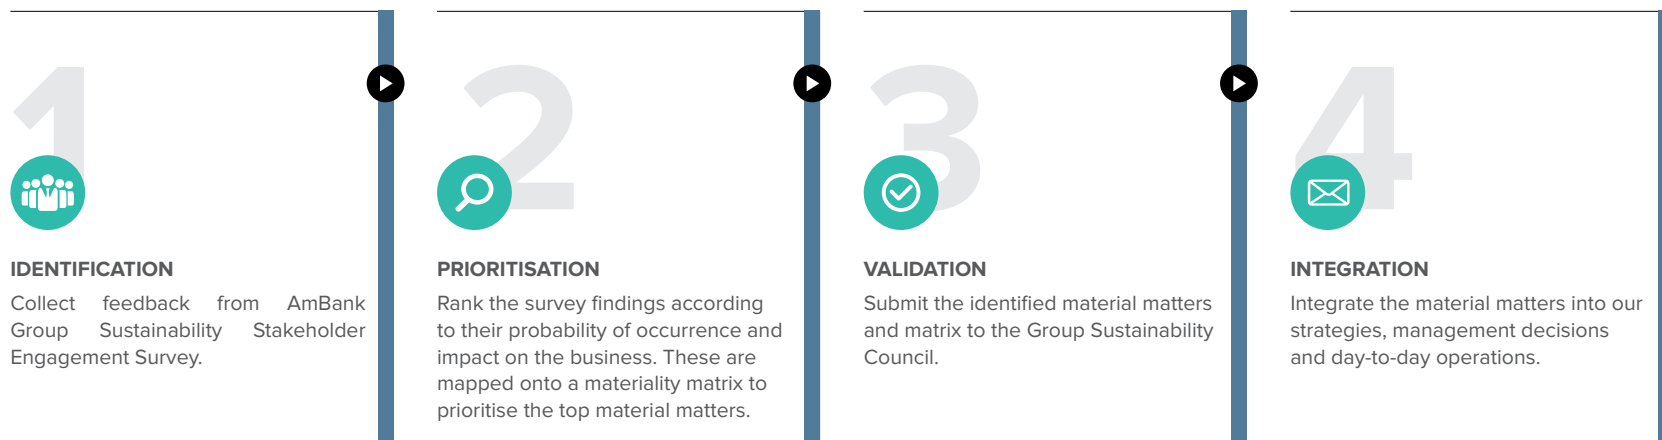 1
IDENTIFICATION
Collect feedback from AmBank
Group Sustainability Stakeholder
Engagement Survey.
2
PRIORITISATION
Rank the survey findings according
to their probability of occurrence and
impact on the business. These are
mapped onto a materiality matrix to
prioritise the top material matters.
3
VALIDATION
Submit the identified material matters
and matrix to the Group Sustainability
Council.
4
INTEGRATION
Integrate the material matters into our
strategies, management decisions
and day-to-day operations.